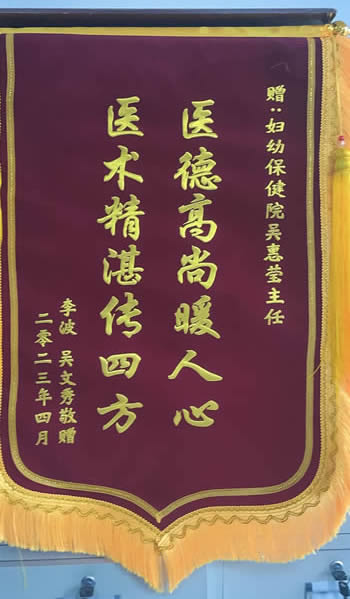 赠:妇幼保健院吴惠莹主任
医德高尚暖人心
医术精湛传四方
李波 吴文秀敬赠
二零二三年四月